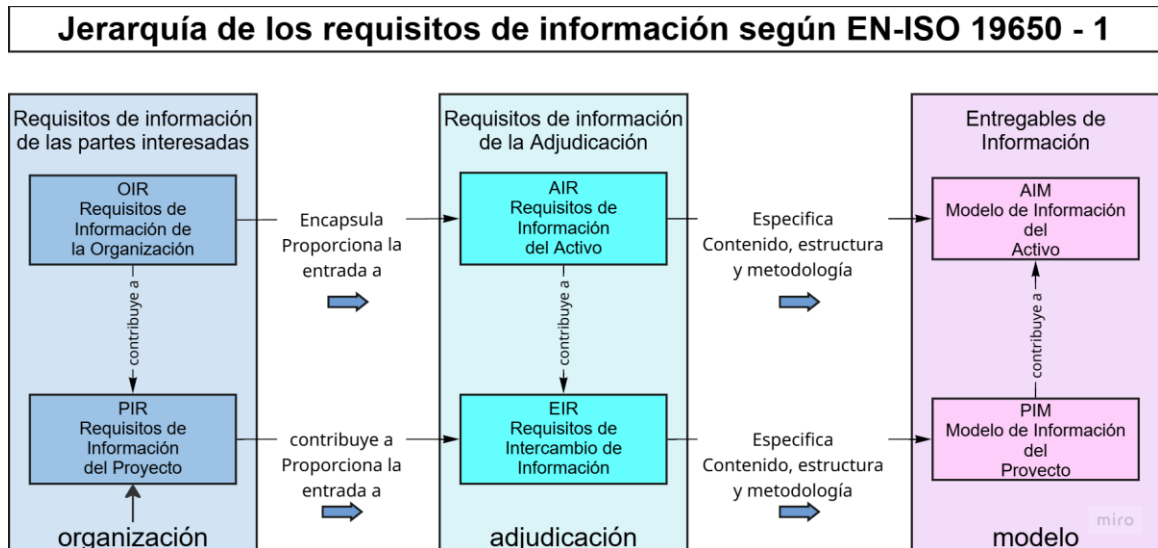 Jerarquía de los requisitos de información según EN-ISO 19650 - 1
Requisitos de información
de las partes interesadas
OIR
Requisitos de
Información de
la Organización
contribuye a
PIR
Requisitos de
Información
del Proyecto
organización
Encapsula
Proporciona la
entrada a
contribuye a
Proporciona la
entrada a
Requisitos de información
de la Adjudicación
AIR
Requisitos de
Información
del Activo
contribuye a
EIR
Requisitos de
Intercambio de
Información
adjudicación
Especifica
Contenido, estructura
y metodología
Especifica
Contenido, estructura
y metodología
Entregables de
Información
AIM
Modelo de Información
del
Activo
contribuye a
PIM
Modelo de Información
del
Proyecto
modelo
miro